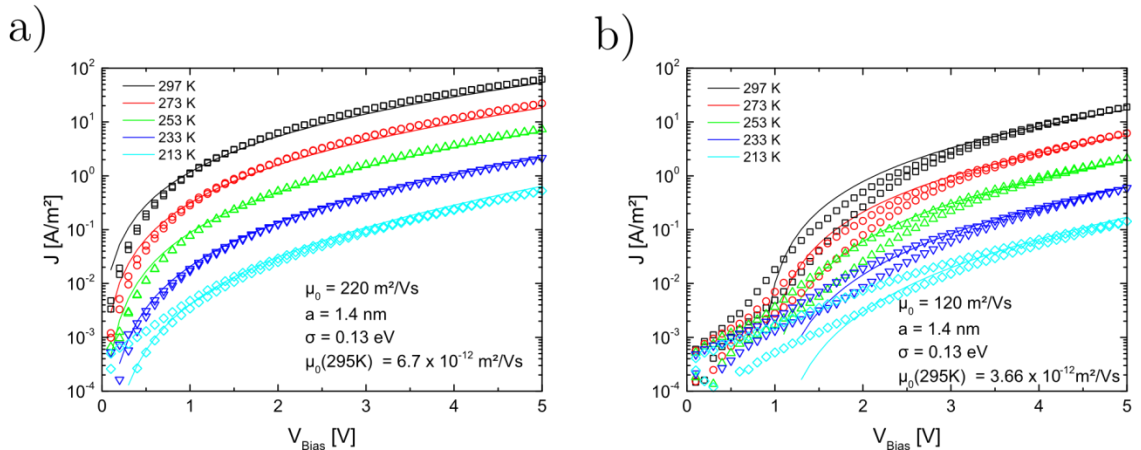 a)
10²
10¹
10⁰
10⁻¹
10⁻²
10⁻³
10⁻⁴
J [A/m²]
297 K
273 K
253 K
233 K
213 K
μ₀ = 220 m²/Vs
a = 1.4 nm
σ = 0.13 eV
μ₀(295K) = 6.7 x 10⁻¹² m²/Vs
0 1 2 3 4 5
V_Bias [V]
b)
10²
10¹
10⁰
10⁻¹
10⁻²
10⁻³
10⁻⁴
J [A/m²]
297 K
273 K
253 K
233 K
213 K
μ₀ = 120 m²/Vs
a = 1.4 nm
σ = 0.13 eV
μ₀(295K) = 3.66 x 10⁻¹²m²/Vs
0 1 2 3 4 5
V_Bias [V]